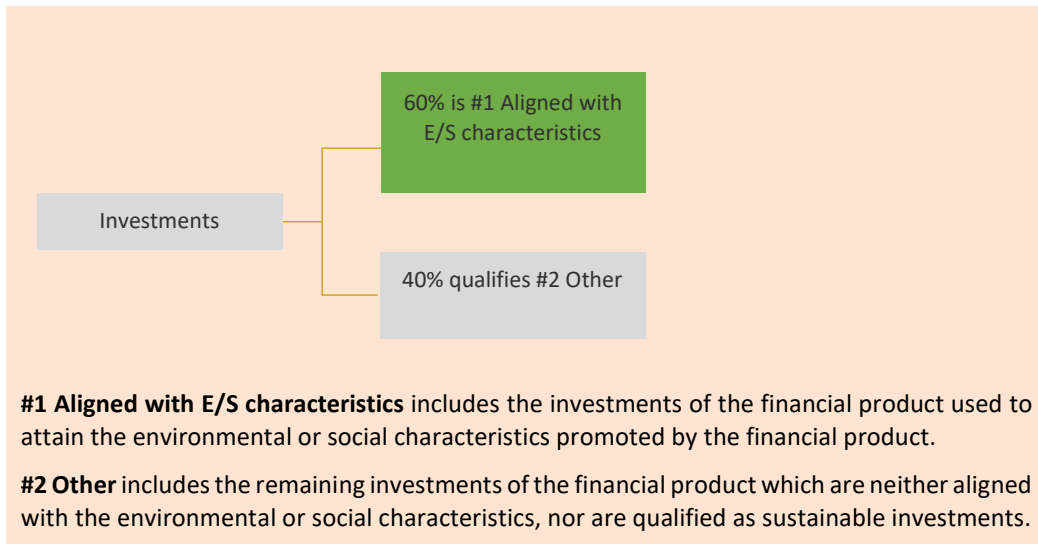 60% is #1 Aligned with
E/S characteristics
Investments
40% qualifies #2 Other
#1 Aligned with E/S characteristics includes the investments of the financial product used to
attain the environmental or social characteristics promoted by the financial product.
#2 Other includes the remaining investments of the financial product which are neither aligned
with the environmental or social characteristics, nor are qualified as sustainable investments.